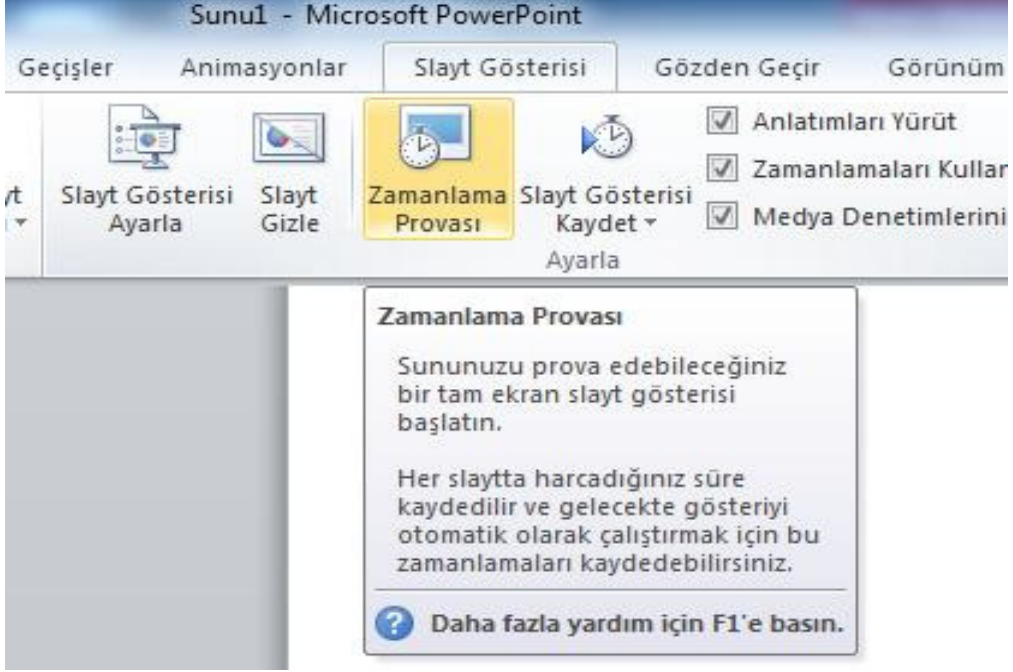 Sunu1 - Microsoft PowerPoint
Geçişler Animasyonlar Slayt Gösterisi Gözden Geçir Görünüm
Slayt Gösterisi Ayarla
Slayt Gizle
Zamanlama Provası
Slayt Gösterisi Kaydet
Anlatımları Yürüt
Zamanlamaları Kullan
Medya Denetimlerini
Ayarla
Zamanlama Provası
Sununuzu prova edebileceğiniz
bir tam ekran slayt gösterisi
başlatın.
Her slaytta harcadığınız süre
kaydedilir ve gelecekte gösteriyi
otomatik olarak çalıştırmak için bu
zamanlamaları kaydedebilirsiniz.
Daha fazla yardım için F1'e basın.